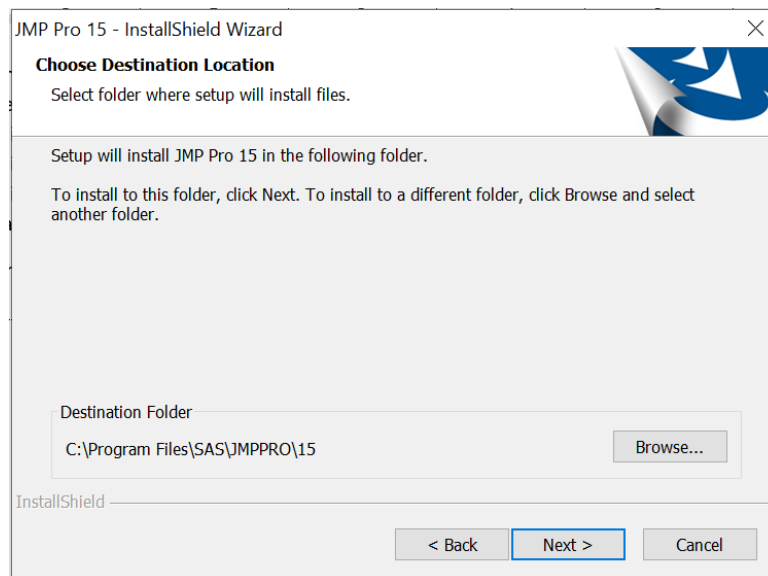 JMP Pro 15 - InstallShield Wizard
Choose Destination Location
Select folder where setup will install files.
Setup will install JMP Pro 15 in the following folder.
To install to this folder, click Next. To install to a different folder, click Browse and select
another folder.
Destination Folder
C:\Program Files\SAS\JMPPRO\15
Browse...
InstallShield
< Back
Next >
Cancel